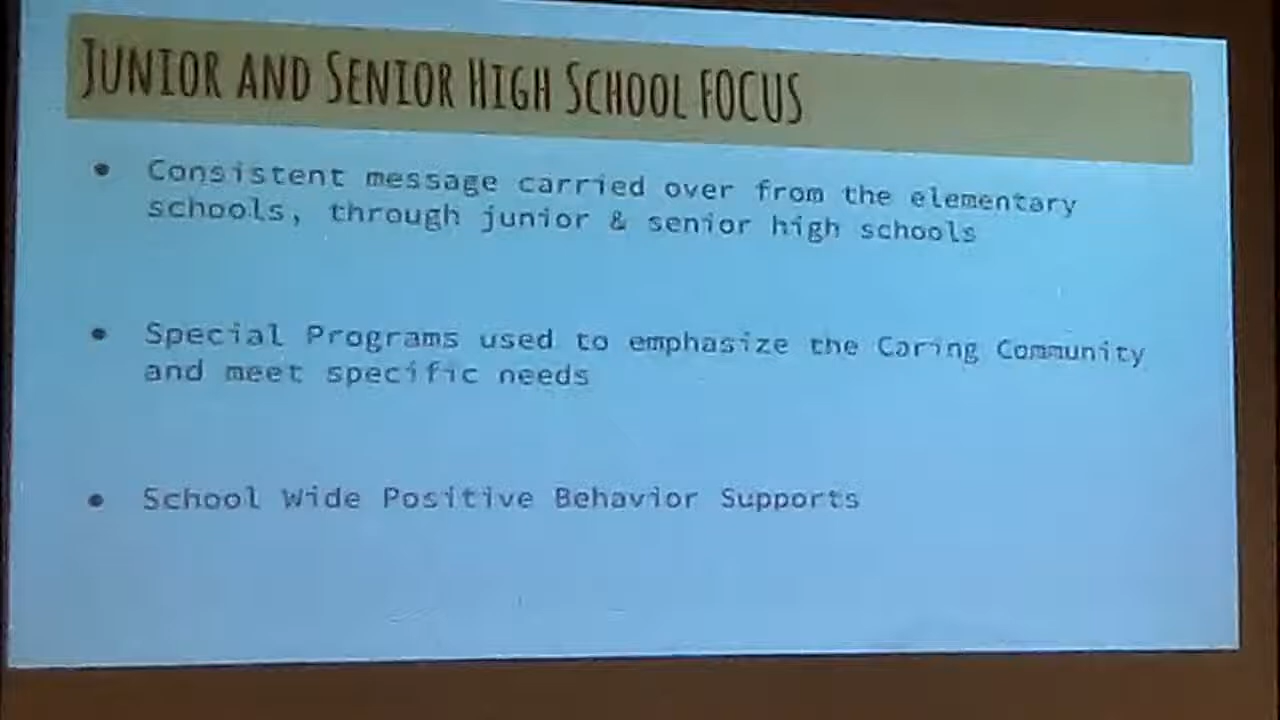 JUNIOR AND SENIOR HIGH SCHOOL FOCUS
• Consistent message carried over from the elementary
schools, through junior & senior high schools
• Special Programs used to emphasize the Caring Community
and meet specific needs
• School Wide Positive Behavior Supports